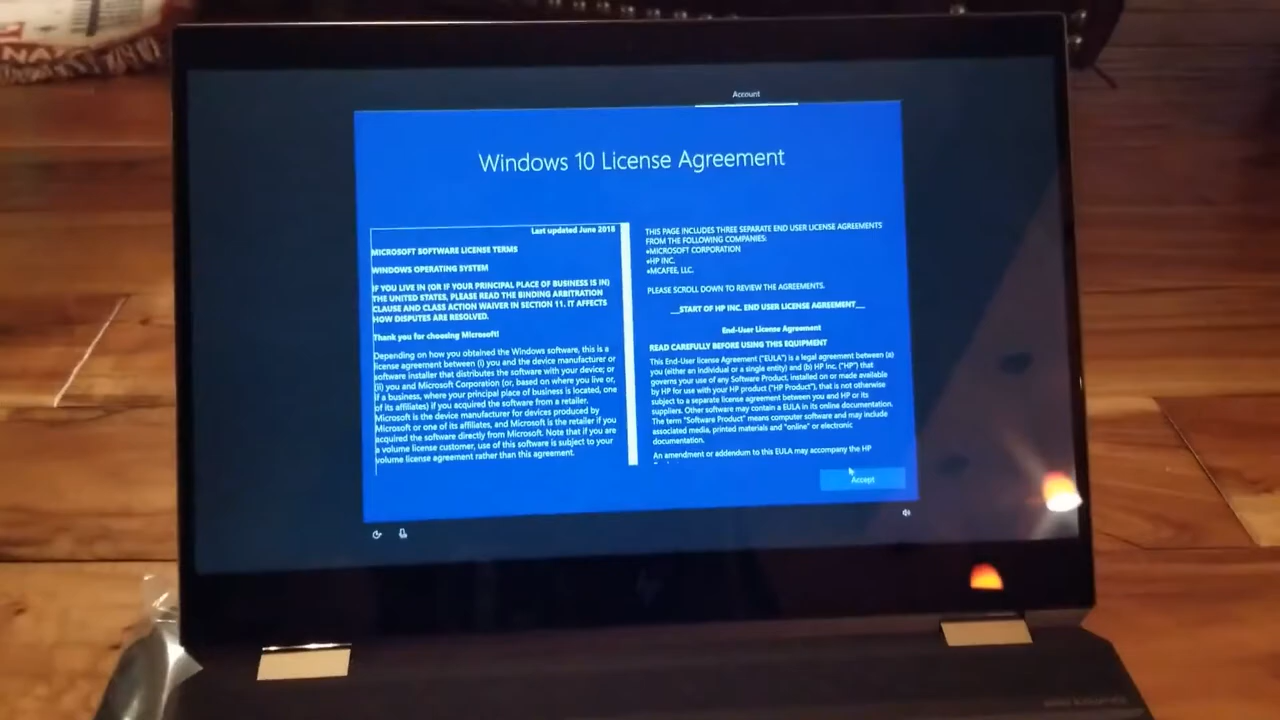 NA
Account
Windows 10 License Agreement
Last updated June 2018
MICROSOFT SOFTWARE LICENSE TERMS
WINDOWS OPERATING SYSTEM
IF YOU LIVE IN (OR IF YOUR PRINCIPAL PLACE OF BUSINESS IS IN)
THE UNITED STATES, PLEASE READ THE BINDING ARBITRATION
CLAUSE AND CLASS ACTION WAIVER IN SECTION 11. IT AFFECTS
HOW DISPUTES ARE RESOLVED.
Thank you for choosing Microsoft!
Depending on how you obtained the Windows software, this is a
license agreement between (i) you and the device manufacturer or
software installer that distributes the software with your device; or
(ii) you and Microsoft Corporation (or, based on where you live or,
if a business, where your principal place of business is located, one
of its affiliates) if you acquired the software from a retailer.
Microsoft is the device manufacturer for devices produced by
Microsoft or one of its affiliates, and Microsoft is the retailer if you
acquired the software directly from Microsoft. Note that if you are
a volume license customer, use of this software is subject to your
volume license agreement rather than this agreement.
THIS PAGE INCLUDES THREE SEPARATE END USER LICENSE AGREEMENTS
FROM THE FOLLOWING COMPANIES:
•MICROSOFT CORPORATION
•HP INC.
•MCAFEE, LLC.
PLEASE SCROLL DOWN TO REVIEW THE AGREEMENTS.
__START OF HP INC. END USER LICENSE AGREEMENT__
End-User License Agreement
READ CAREFULLY BEFORE USING THIS EQUIPMENT
This End-User license Agreement ("EULA") is a legal agreement between (a)
you (either an individual or a single entity) and (b) HP Inc. ("HP") that
governs your use of any Software Product, installed on or made available
by HP for use with your HP product ("HP Product"), that is not otherwise
subject to a separate license agreement between you and HP or its
suppliers. Other software may contain a EULA in its online documentation.
The term "Software Product" means computer software and may include
associated media, printed materials and "online" or electronic
documentation.
An amendment or addendum to this EULA may accompany the HP
Accept
hp